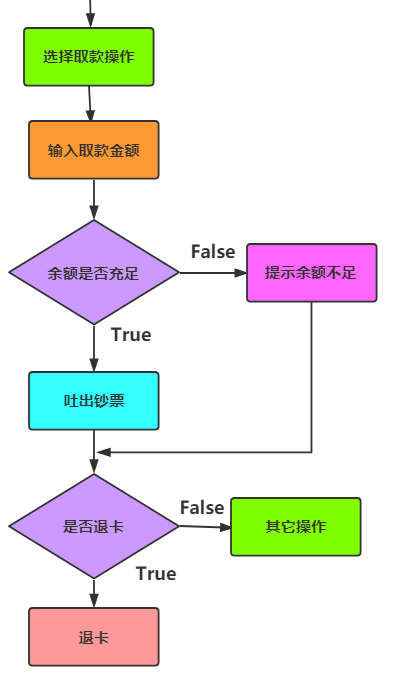 选择取款操作
输入取款金额
余额是否充足
False
提示余额不足
True
吐出钞票
是否退卡
False
其它操作
True
退卡